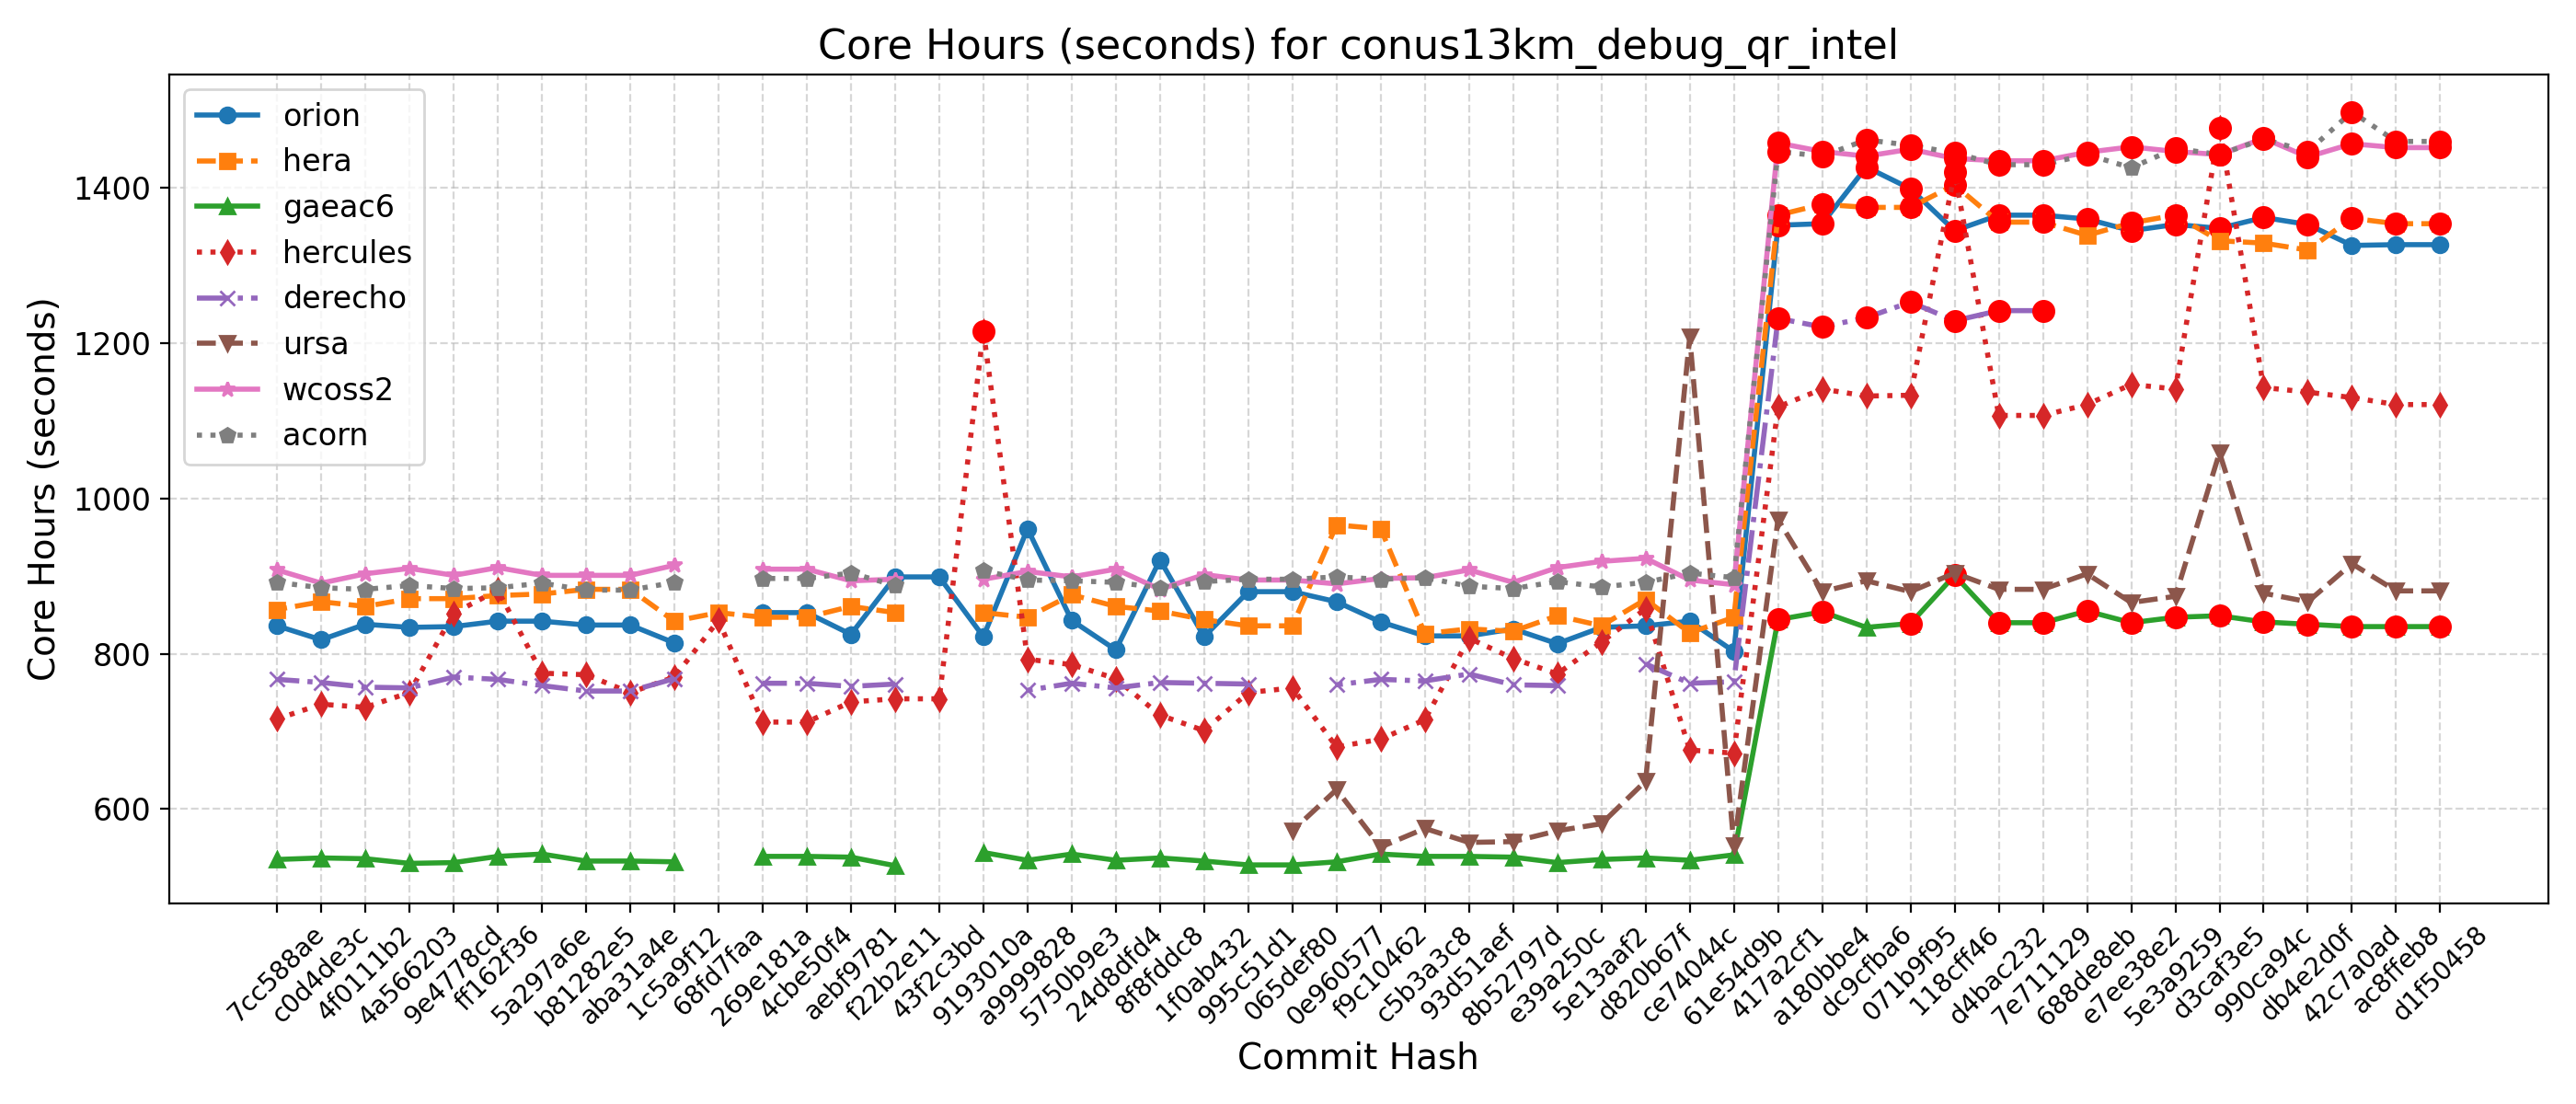 Core Hours (seconds) for conus13km_debug_qr_intel
orion
hera
gaeac6
hercules
derecho
ursa
wcoss2
acorn
Core Hours (seconds)
1400
1200
1000
800
600
7cc588ae
c0d4de3c
4f0111b2
4a566203
9e4778cd
ff162f36
5a297a6e
b81282e5
aba31a4e
1c5a9f12
68fd7faa
269e181a
4cbe50f4
aebf9781
f22b2e11
43f2c3bd
9193010a
a9999828
5750b9e3
24d8dfd4
8f8fddc8
1f0ab432
995c51d1
065def80
0e960577
f9c10462
c5b3a3c8
93d51aef
8b52797d
e39a250c
5e13aaf2
d820b67f
ce74044c
61e54d9b
417a2cf1
a180bbe4
dc9cfba6
071b9f95
118cff46
d4bac232
7e711129
688de8eb
e7ee38e2
5e3a9259
d3caf3e5
990ca94c
db4e2d0f
42c7a0ad
ac8ffeb8
d1f50458
Commit Hash